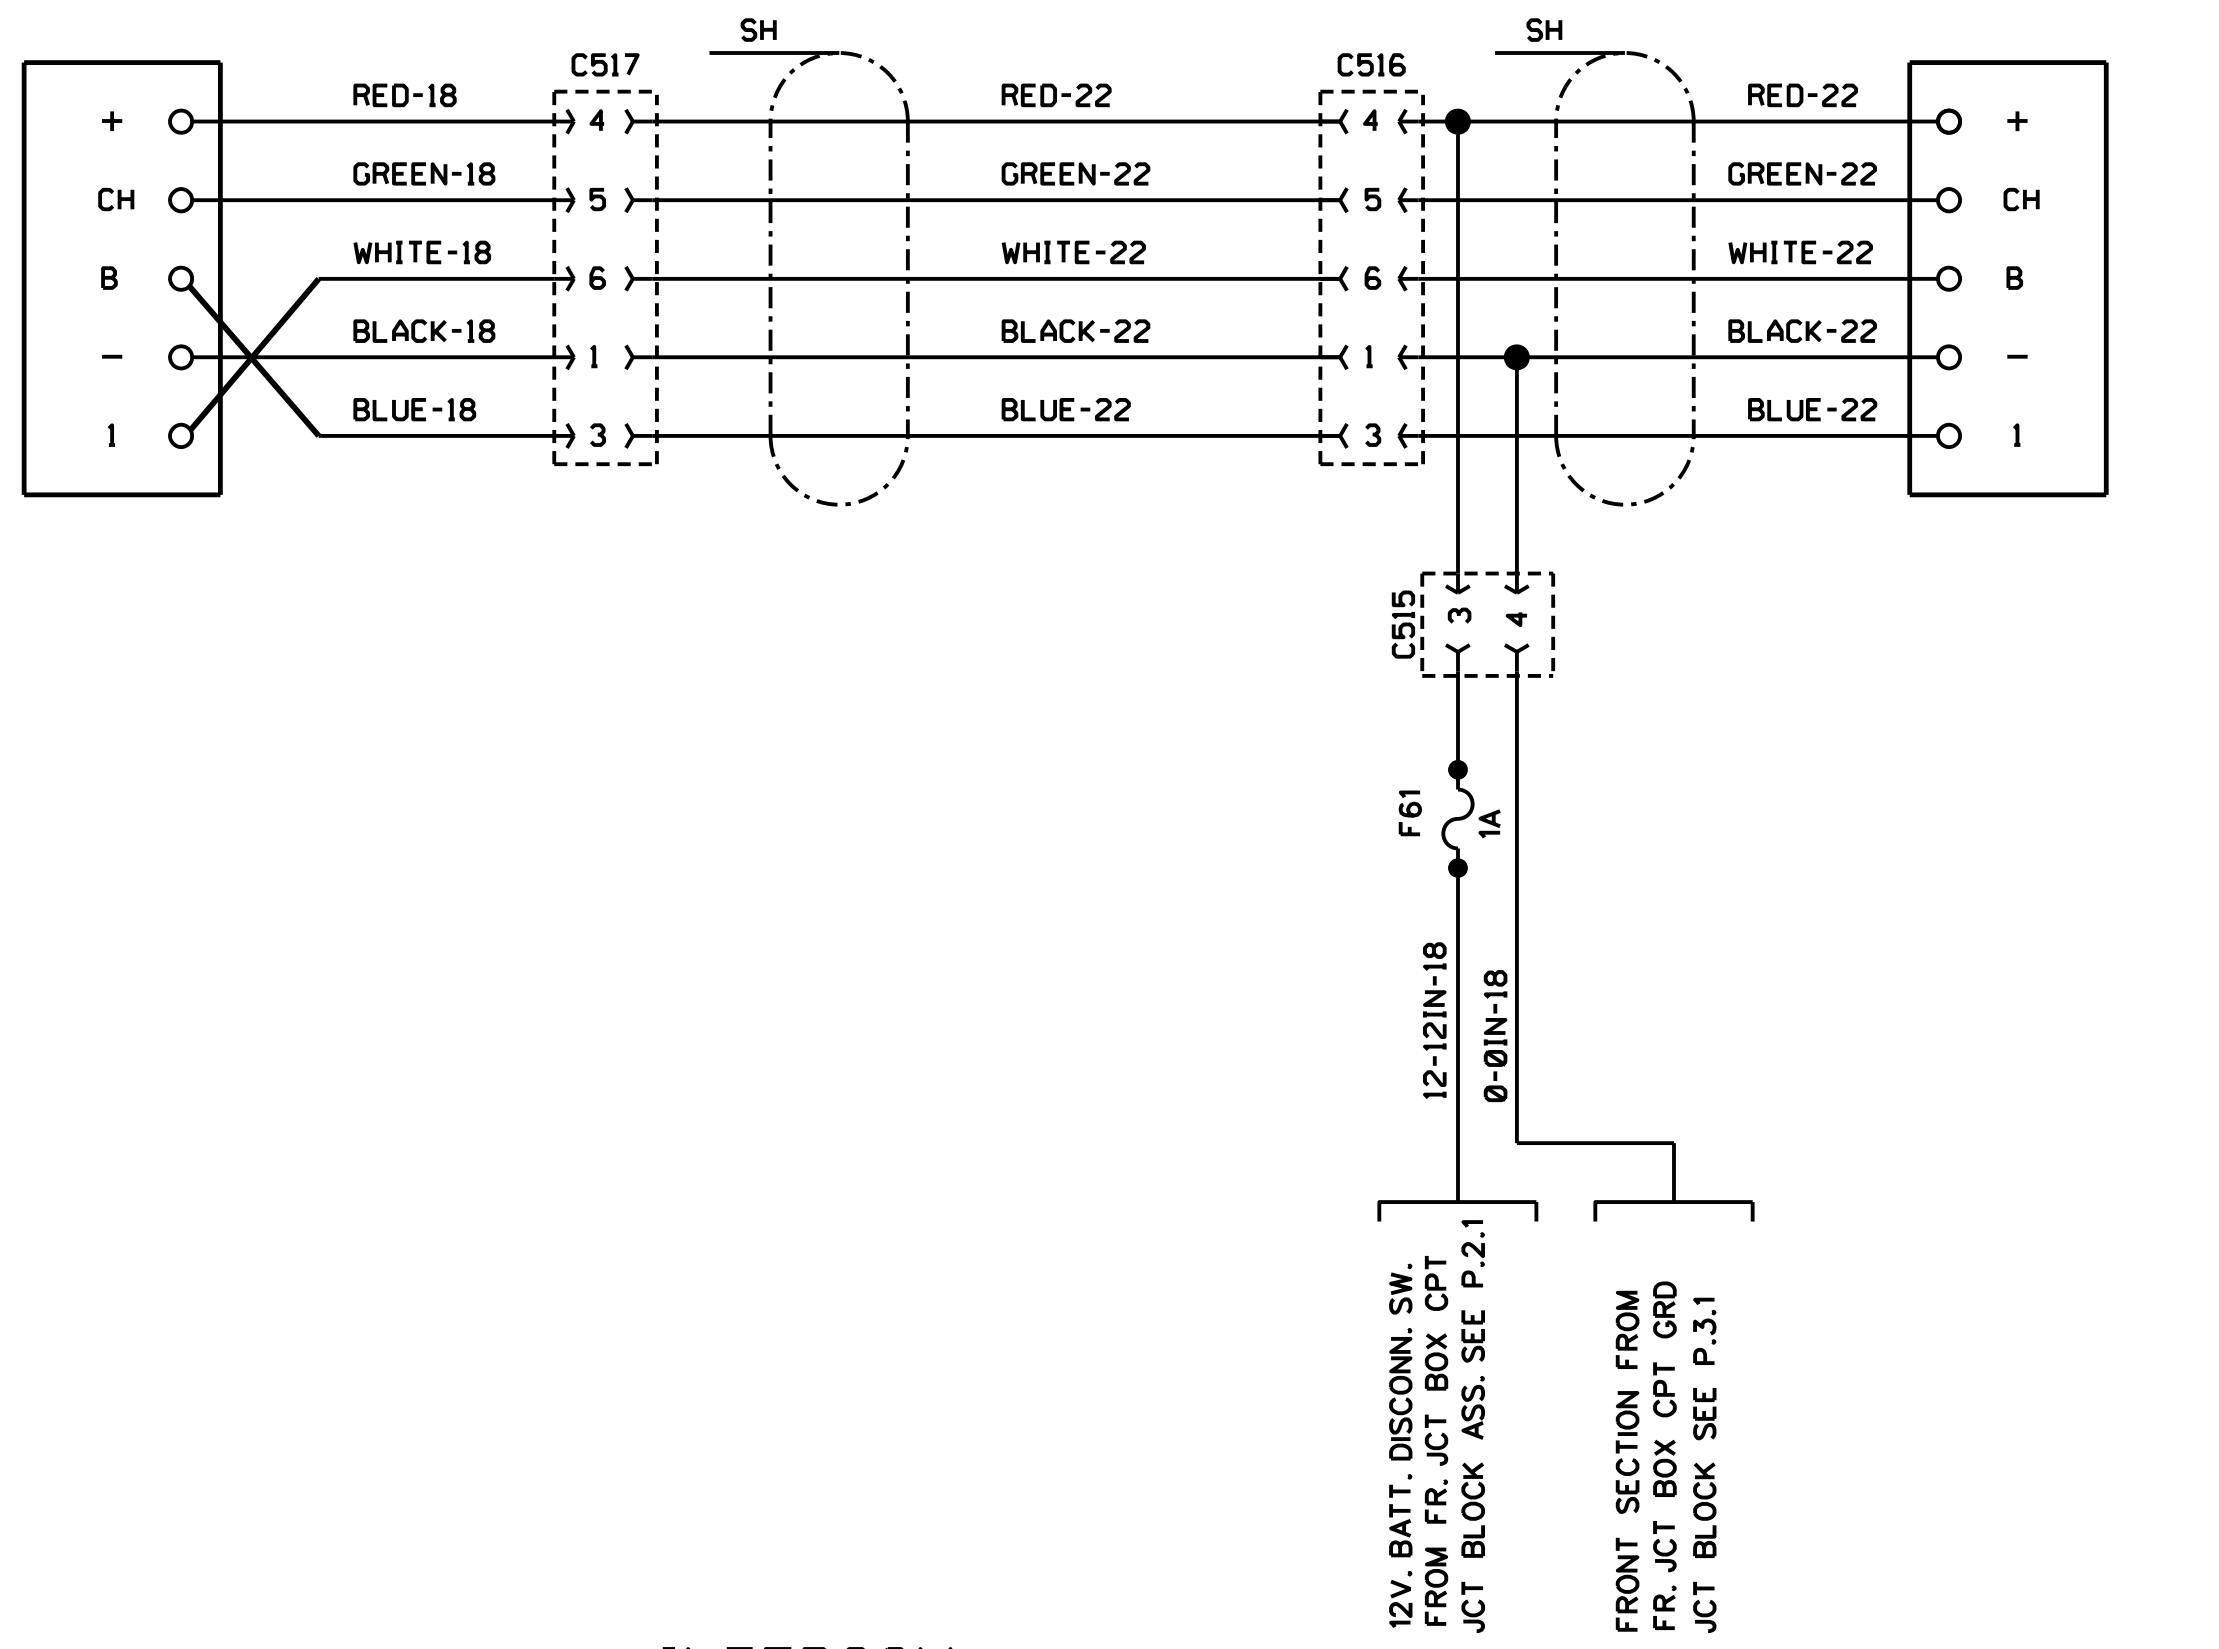 SH
SH
C517
C516
+ RED-18 4 RED-22 4 RED-22 +
CH GREEN-18 5 GREEN-22 5 GREEN-22 CH
B WHITE-18 6 WHITE-22 6 WHITE-22 B
- BLACK-18 1 BLACK-22 1 BLACK-22 -
1 BLUE-18 3 BLUE-22 3 BLUE-22 1
C515
3 4
F61
1A
12-12IN-18
0-0IN-18
12V. BATT. DISCONN. SW.
FROM FR. JCT BOX CPT
JCT BLOCK ASS. SEE P.2.1
FRONT SECTION FROM
FR. JCT BOX CPT GRD
JCT BLOCK SEE P.3.1